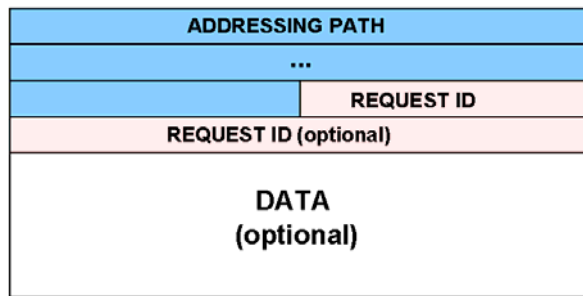 ADDRESSING PATH
...
REQUEST ID
REQUEST ID (optional)
DATA
(optional)